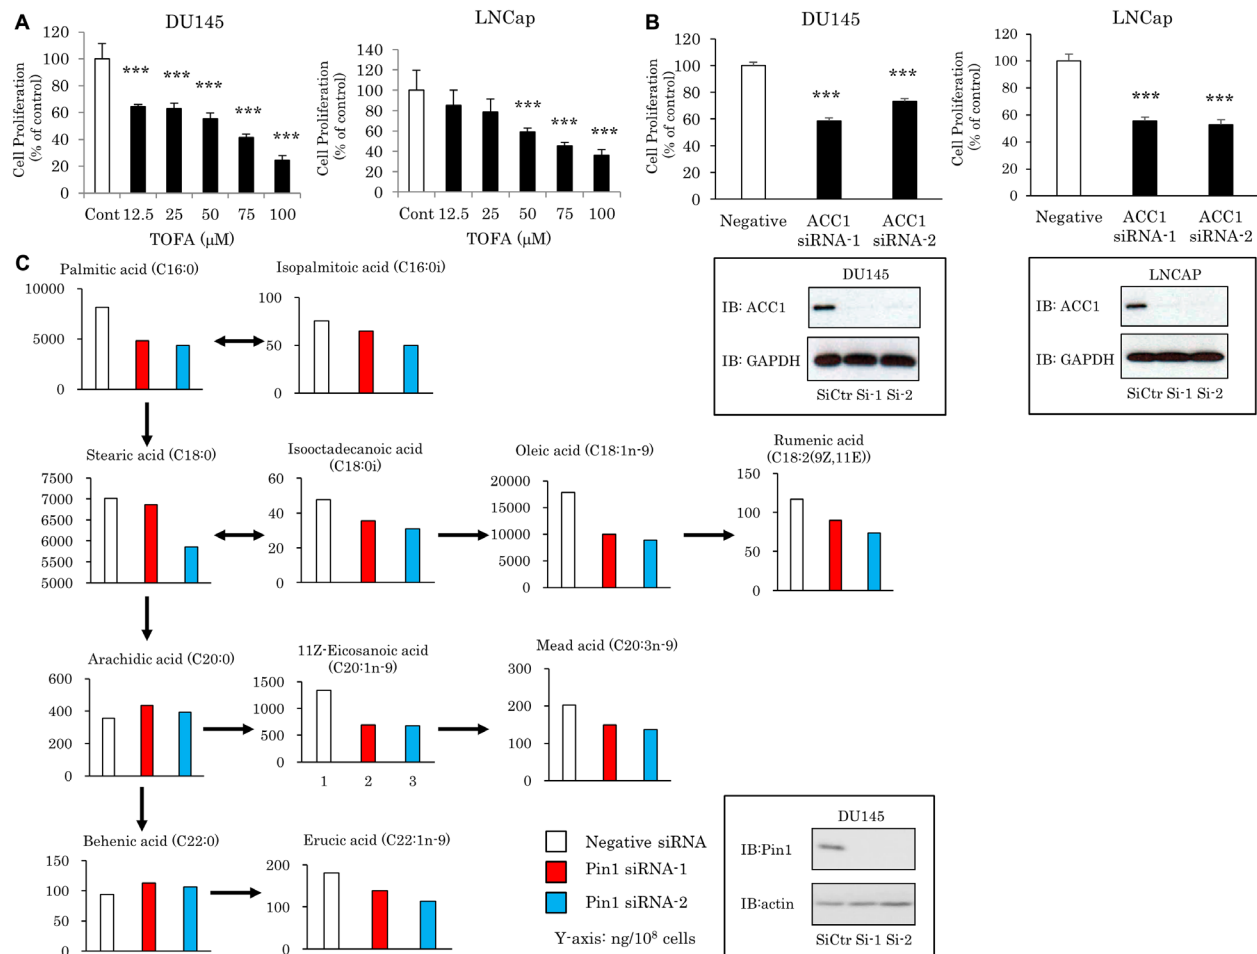 A
DU145
Cell Proliferation
(% of control)
120
100
80
60
40
20
0
***
***
***
***
***
Cont 12.5 25 50 75 100
TOFA (µM)
LNCap
Cell Proliferation
(% of control)
140
120
100
80
60
40
20
0
***
***
***
Cont 12.5 25 50 75 100
TOFA (µM)
B
DU145
Cell Proliferation
(% of control)
120
100
80
60
40
20
0
***
***
Negative ACC1 ACC1
siRNA-1 siRNA-2
LNCap
Cell Proliferation
(% of control)
120
100
80
60
40
20
0
***
***
Negative ACC1 ACC1
siRNA-1 siRNA-2
DU145
IB: ACC1
IB: GAPDH
SiCtr Si-1 Si-2
LNCAP
IB: ACC1
IB: GAPDH
SiCtr Si-1 Si-2
C
Palmitic acid (C16:0)
10000
5000
0
Isopalmitoic acid (C16:0i)
100
50
0
Stearic acid (C18:0)
7500
7000
6500
6000
5500
5000
Isooctadecanoic acid
(C18:0i)
60
40
20
0
Oleic acid (C18:1n-9)
20000
15000
10000
5000
0
Rumenic acid
(C18:2(9Z,11E))
150
100
50
0
Arachidic acid (C20:0)
600
400
200
0
11Z-Eicosanoic acid
(C20:1n-9)
1500
1000
500
0
1 2 3
Mead acid (C20:3n-9)
300
200
100
0
Behenic acid (C22:0)
150
100
50
0
Erucic acid (C22:1n-9)
200
100
0
Negative siRNA
Pin1 siRNA-1
Pin1 siRNA-2
Y-axis: ng/10⁸ cells
DU145
IB:Pin1
IB:actin
SiCtr Si-1 Si-2